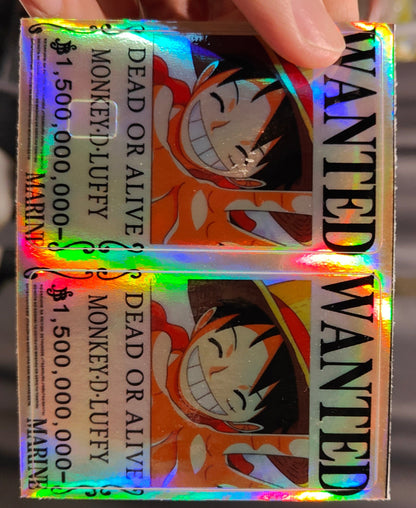 WANTED
DEAD OR ALIVE
MONKEY·D·LUFFY
฿1,500,000,000-
MARINE
WANTED
DEAD OR ALIVE
MONKEY·D·LUFFY
฿1,500,000,000-
MARINE